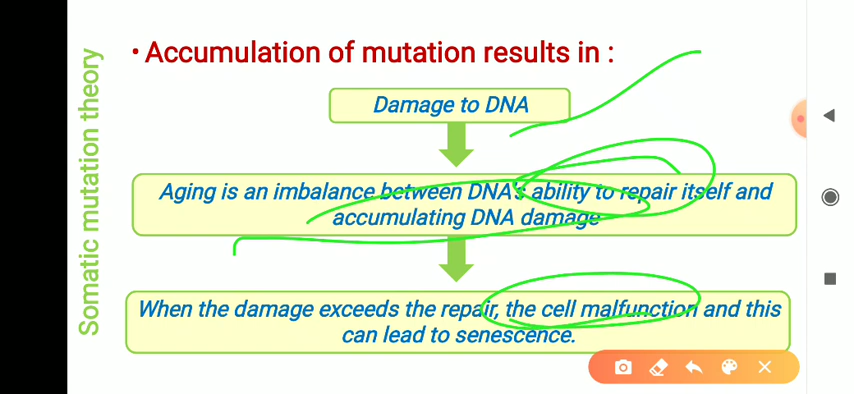 Somatic mutation theory
• Accumulation of mutation results in :
Damage to DNA
Aging is an imbalance between DNA's ability to repair itself and
accumulating DNA damage
When the damage exceeds the repair, the cell malfunction and this
can lead to senescence.